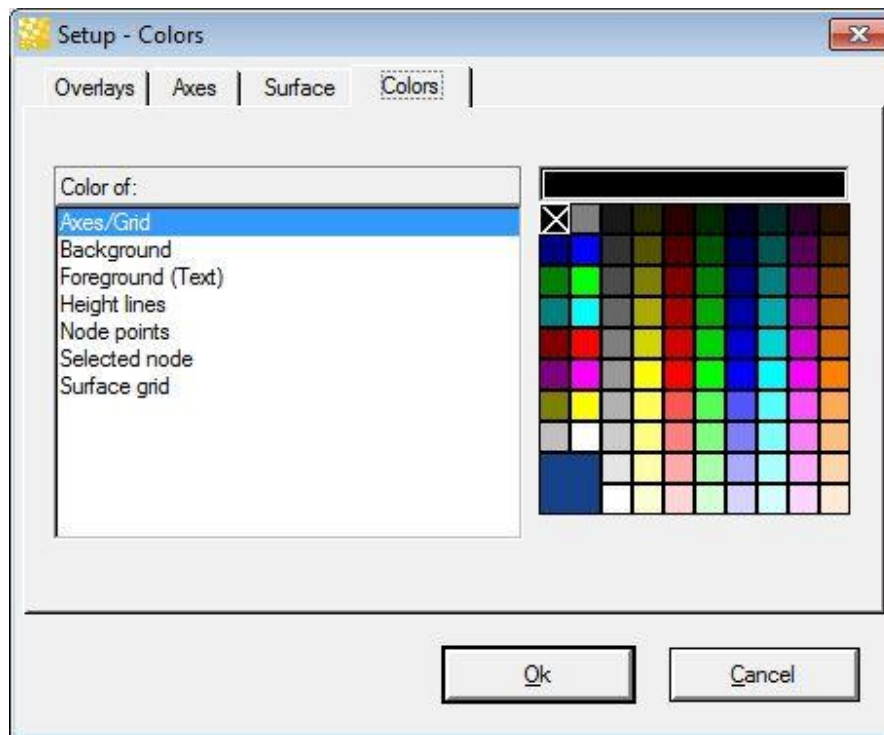 Setup - Colors
Overlays Axes Surface Colors
Color of:
Axes/Grid
Background
Foreground (Text)
Height lines
Node points
Selected node
Surface grid
Ok Cancel